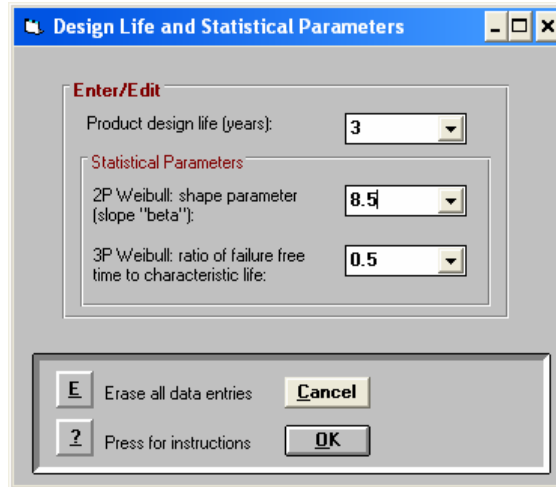 Design Life and Statistical Parameters
Enter/Edit
Product design life (years): 3
Statistical Parameters
2P Weibull: shape parameter
(slope "beta"): 8.5
3P Weibull: ratio of failure free
time to characteristic life: 0.5
E Erase all data entries Cancel
? Press for instructions OK